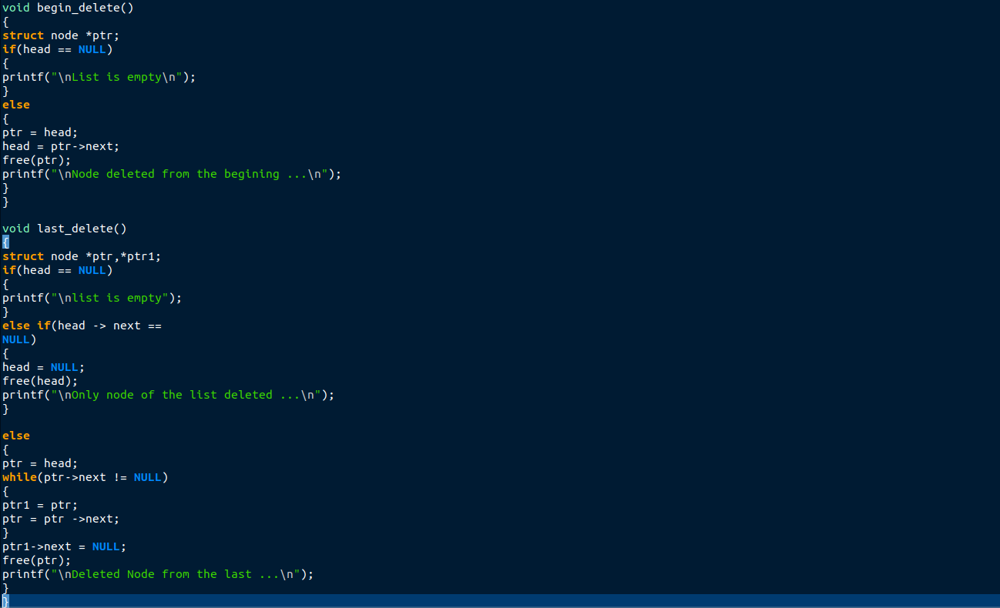 void begin_delete()
{
struct node *ptr;
if(head == NULL)
{
printf("\nList is empty\n");
}
else
{
ptr = head;
head = ptr->next;
free(ptr);
printf("\nNode deleted from the begining ...\n");
}
}

void last_delete()
{
struct node *ptr,*ptr1;
if(head == NULL)
{
printf("\nlist is empty");
}
else if(head -> next ==
NULL)
{
head = NULL;
free(head);
printf("\nOnly node of the list deleted ...\n");
}

else
{
ptr = head;
while(ptr->next != NULL)
{
ptr1 = ptr;
ptr = ptr ->next;
}
ptr1->next = NULL;
free(ptr);
printf("\nDeleted Node from the last ...\n");
}
}